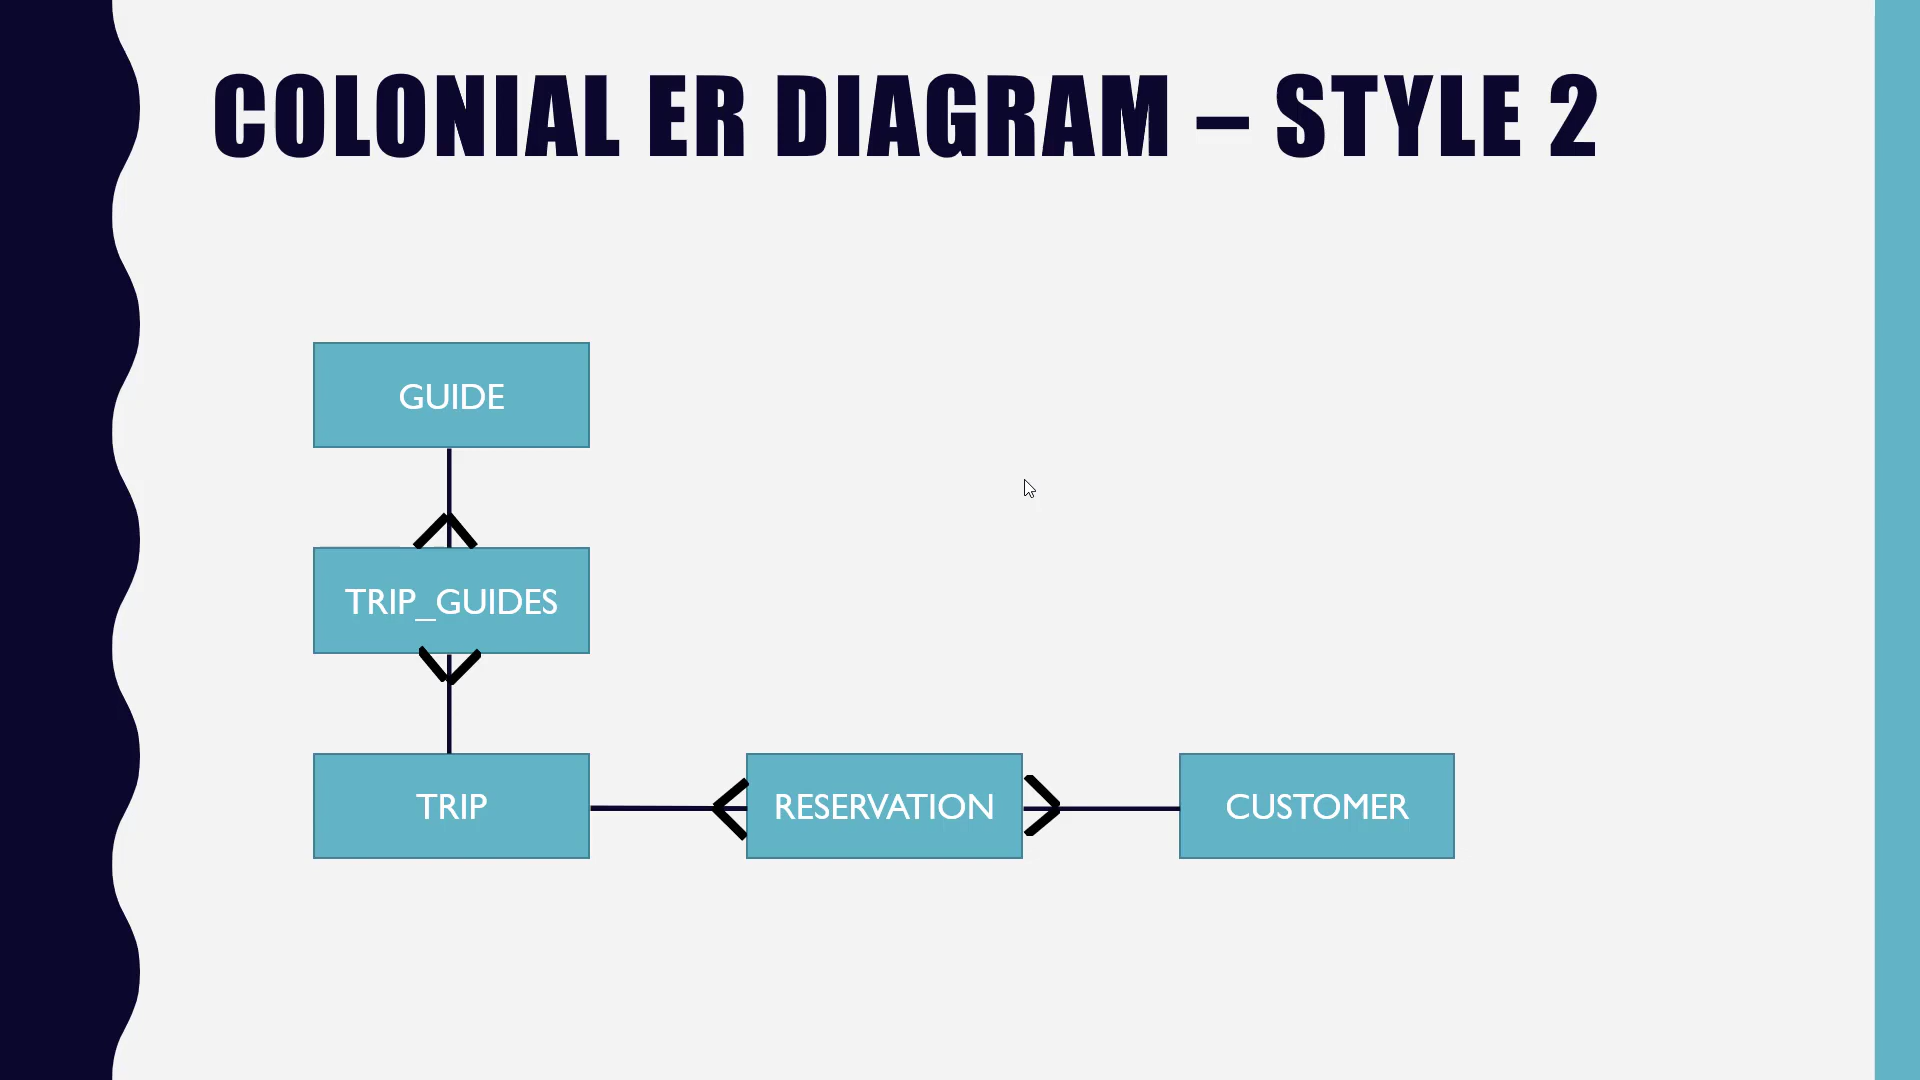 COLONIAL ER DIAGRAM – STYLE 2
GUIDE
TRIP_GUIDES
TRIP
RESERVATION
CUSTOMER